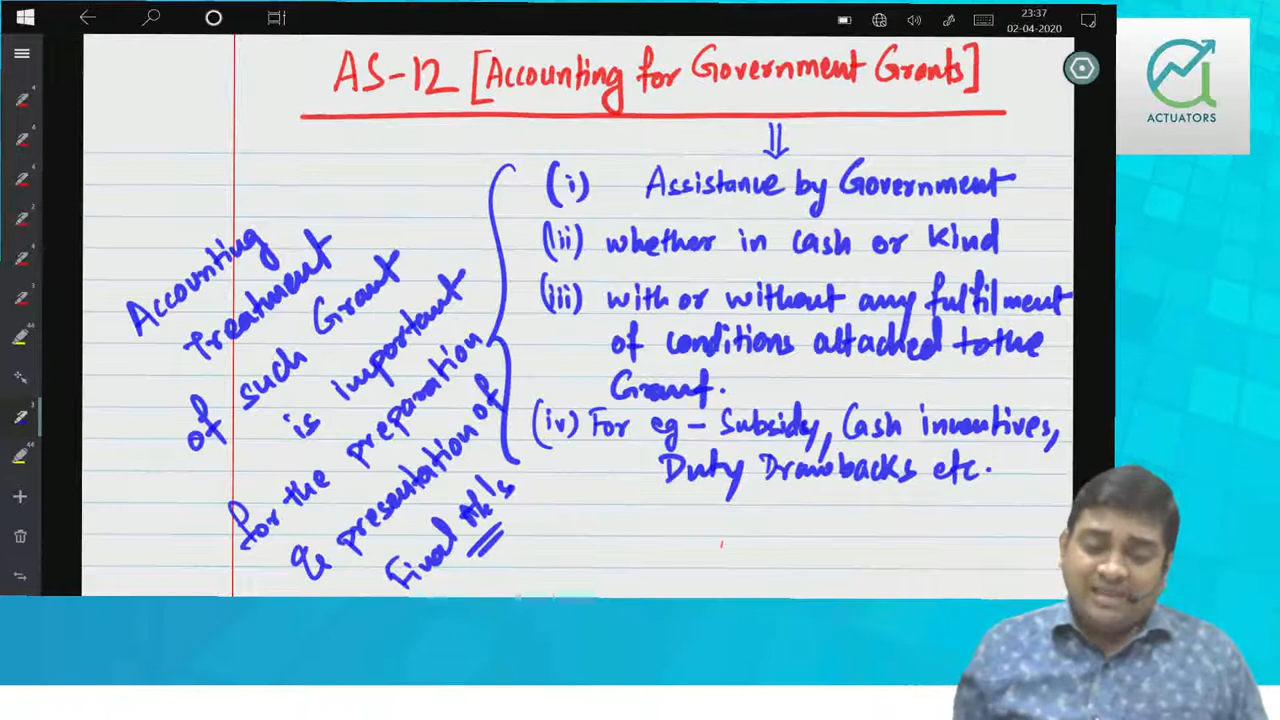 23:37
02-04-2020
ACTUATORS
AS-12 [Accounting for Government Grants]
(i) Assistance by Government
(ii) whether in cash or kind
(iii) with or without any fulfilment
of conditions attached to the
Grant.
(iv) For eg - Subsidy, Cash incentives,
Duty Drawbacks etc.
Accounting
treatment
of such Grant
is important
for the preparation
& presentation of
Final A/c's